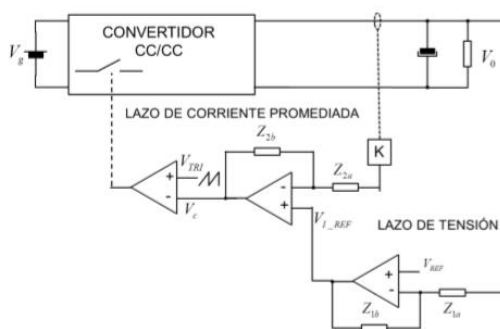 CONVERTIDOR
CC/CC
V_g
V_0
LAZO DE CORRIENTE PROMEDIADA
Z_2b
K
V_TRI
Z_2a
V_c
V_I_REF
LAZO DE TENSIÓN
V_REF
Z_1b
Z_1a